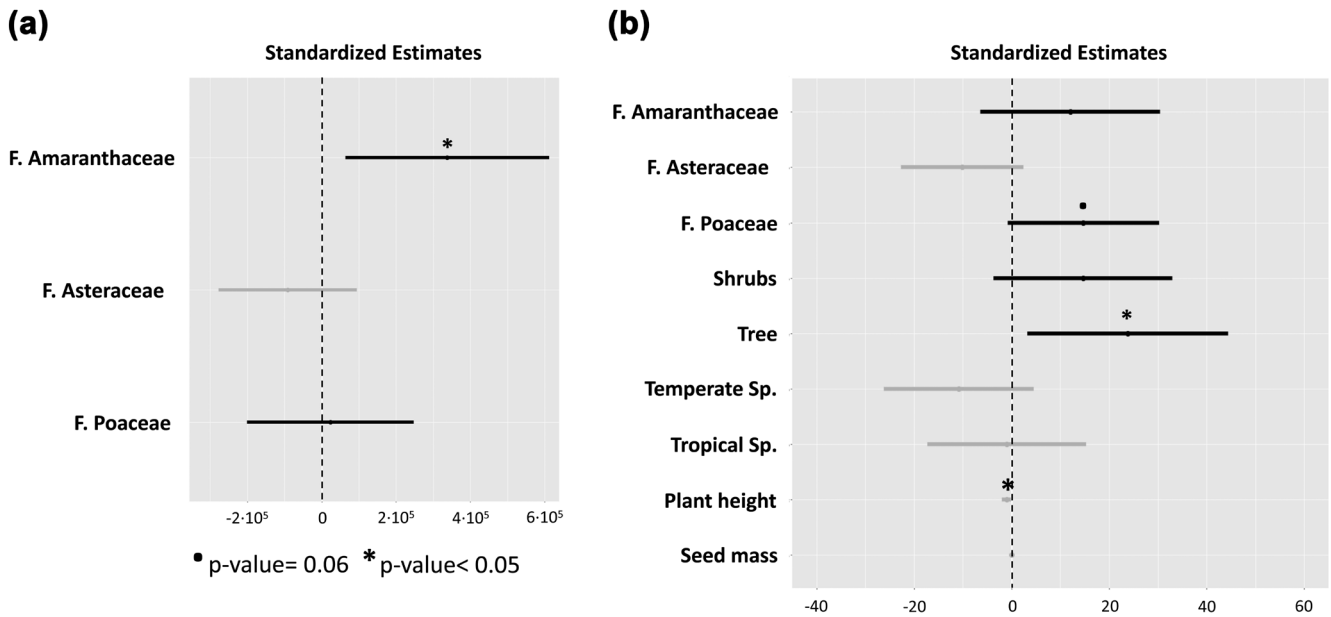 (a)
Standardized Estimates
F. Amaranthaceae
*
F. Asteraceae
F. Poaceae
-2·10⁵ 0 2·10⁵ 4·10⁵ 6·10⁵
▪ p-value= 0.06 * p-value< 0.05
(b)
Standardized Estimates
F. Amaranthaceae
F. Asteraceae
F. Poaceae
Shrubs
*
Tree
Temperate Sp.
Tropical Sp.
*
Plant height
Seed mass
-40 -20 0 20 40 60